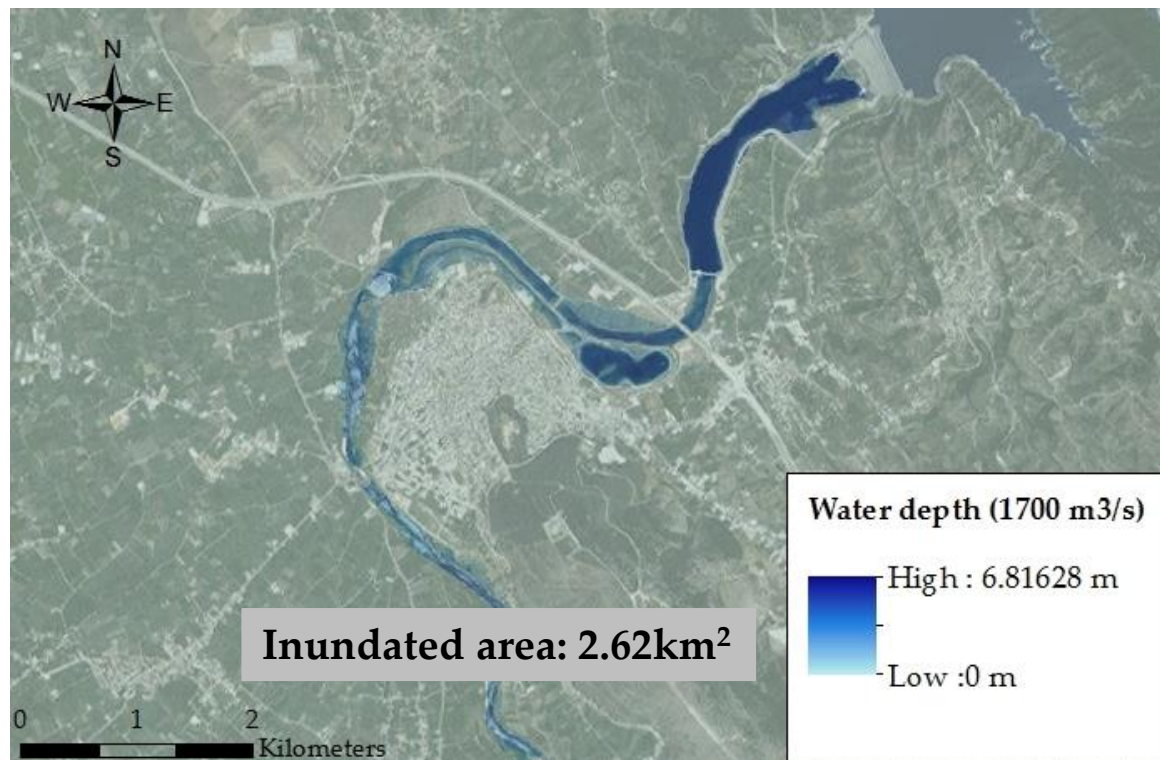 N
W E
S
Water depth (1700 m3/s)
High : 6.81628 m
Low :0 m
Inundated area: 2.62km²
0 1 2
Kilometers